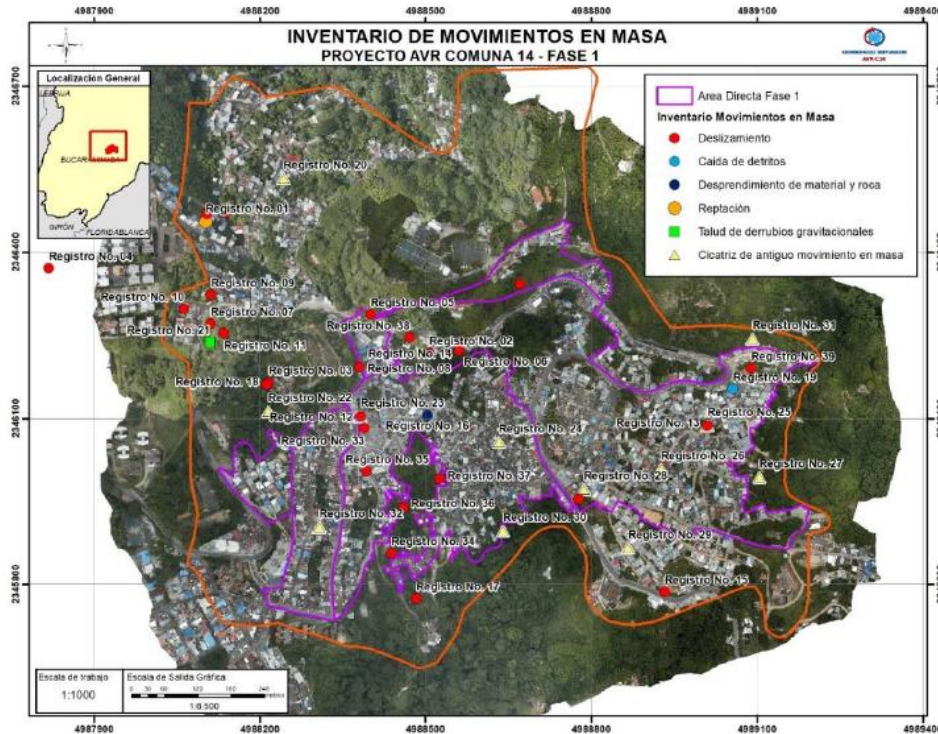 4987900 4988200 4988500 4988800 4989100 4989400
INVENTARIO DE MOVIMIENTOS EN MASA
PROYECTO AVR COMUNA 14 - FASE 1
Localización General
BUCARAMANGA
GIRÓN
FLORIDABLANCA
Area Directa Fase 1
Inventario Movimientos en Masa
Deslizamiento
Caida de detritos
Desprendimiento de material y roca
Reptación
Talud de derrubios gravitacionales
Cicatriz de antiguo movimiento en masa
2346700
2346400
2346100
2345800
Registro No. 20
Registro No. 01
Registro No. 04
Registro No. 09
Registro No. 10
Registro No. 07
Registro No. 05
Registro No. 21
Registro No. 11
Registro No. 38
Registro No. 02
Registro No. 31
Registro No. 14
Registro No. 06
Registro No. 39
Registro No. 03
Registro No. 08
Registro No. 18
Registro No. 19
Registro No. 22
Registro No. 23
Registro No. 12
Registro No. 16
Registro No. 24
Registro No. 13
Registro No. 25
Registro No. 33
Registro No. 35
Registro No. 26
Registro No. 27
Registro No. 37
Registro No. 28
Registro No. 36
Registro No. 32
Registro No. 30
Registro No. 29
Registro No. 34
Registro No. 15
Registro No. 17
Escala de trabajo
1:1000
Escala de Salida Gráfica
1:6.500
4987900 4988200 4988500 4988800 4989100 4989400